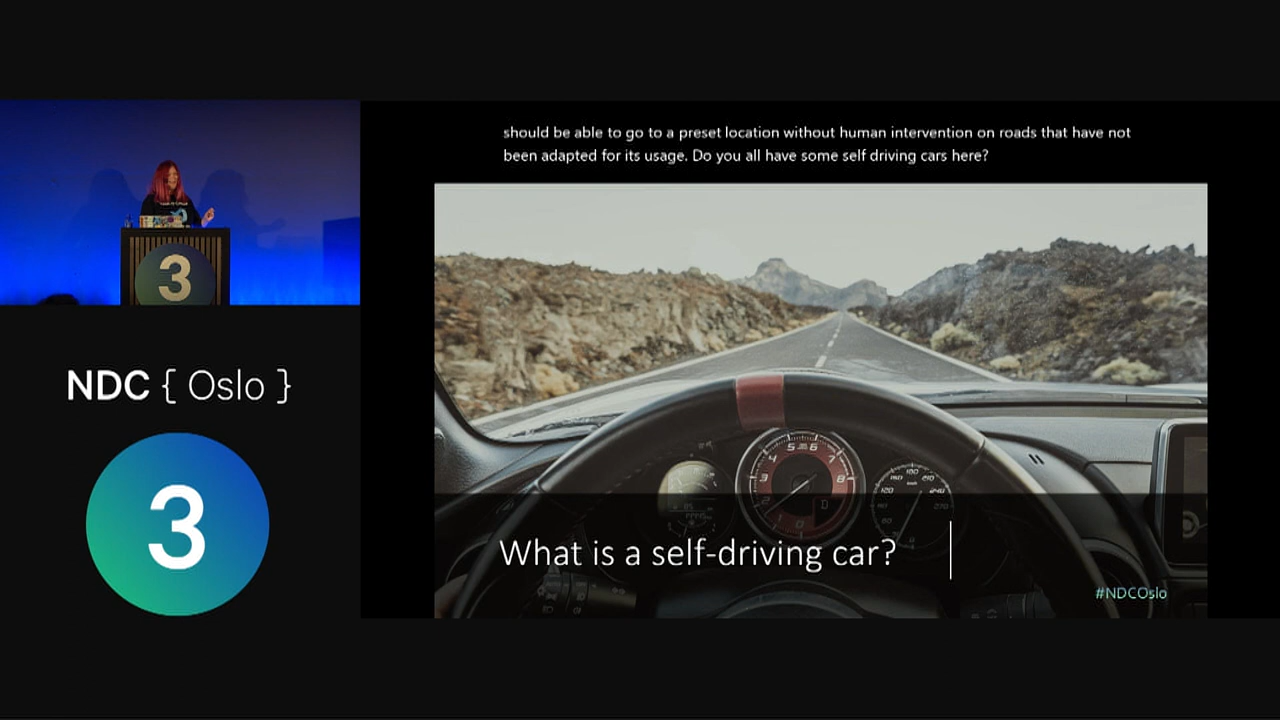 should be able to go to a preset location without human intervention on roads that have not
been adapted for its usage. Do you all have some self driving cars here?
3
NDC { Oslo }
3
What is a self-driving car?
#NDCOslo